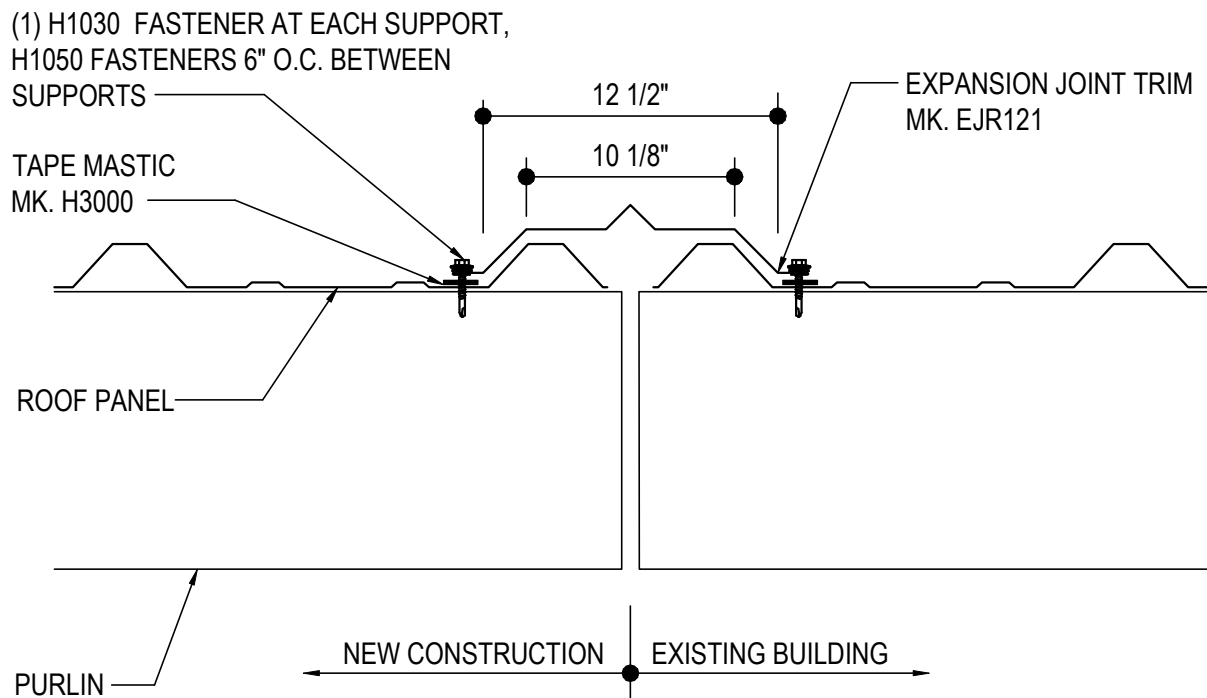 (1) H1030 FASTENER AT EACH SUPPORT,
H1050 FASTENERS 6" O.C. BETWEEN
SUPPORTS
12 1/2"
EXPANSION JOINT TRIM
MK. EJR121
10 1/8"
TAPE MASTIC
MK. H3000
ROOF PANEL
NEW CONSTRUCTION
EXISTING BUILDING
PURLIN